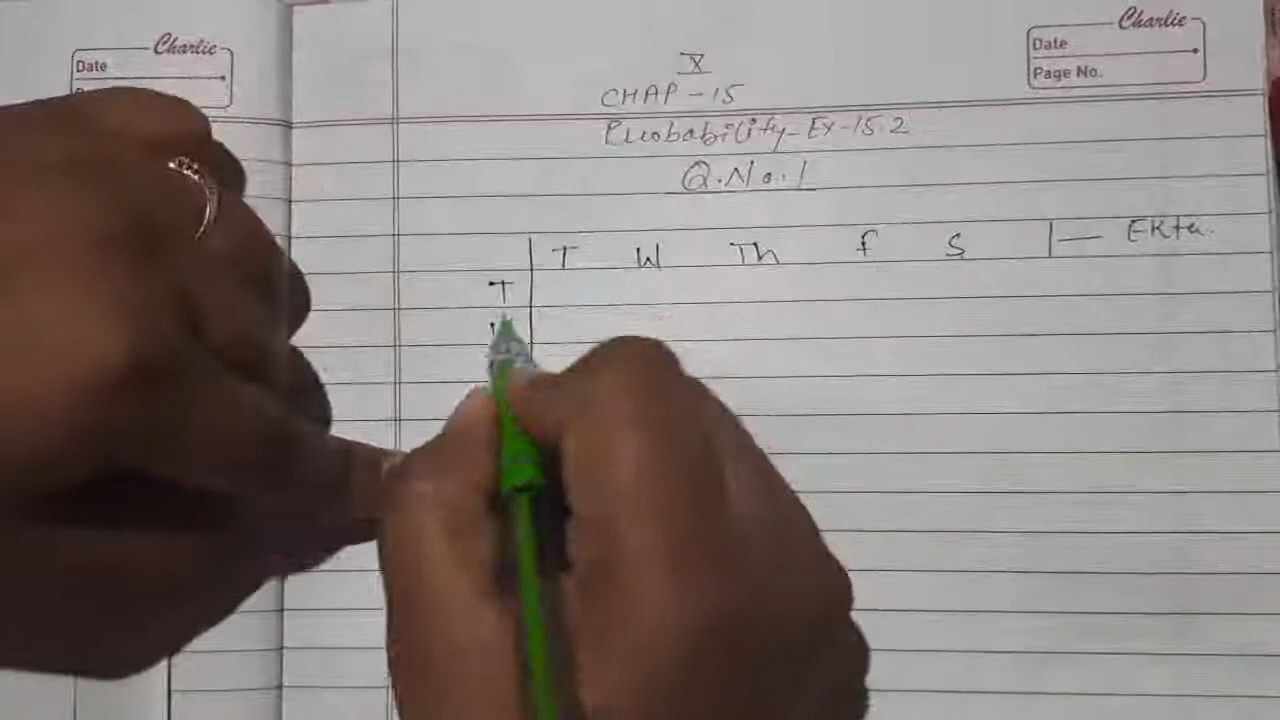 Charlie
Date
Charlie
Date
Page No.
X
CHAP-15
Probability-Ex-15.2
Q.No.1
T W Th f S — Ekta
T